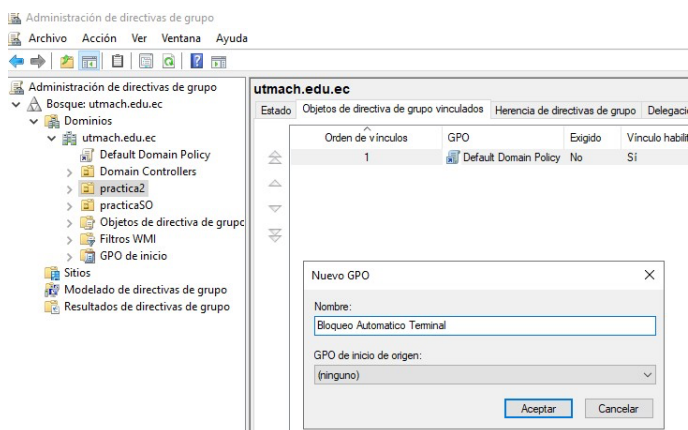 Administración de directivas de grupo
Archivo Acción Ver Ventana Ayuda
Administración de directivas de grupo
Bosque: utmach.edu.ec
Dominios
utmach.edu.ec
Default Domain Policy
Domain Controllers
practica2
practicaSO
Objetos de directiva de grupo
Filtros WMI
GPO de inicio
Sitios
Modelado de directivas de grupo
Resultados de directivas de grupo
utmach.edu.ec
Estado Objetos de directiva de grupo vinculados Herencia de directivas de grupo Delegaci
Orden de vínculos GPO Exigido Vínculo habilit
1 Default Domain Policy No Sí
Nuevo GPO
Nombre:
Bloqueo Automatico Terminal
GPO de inicio de origen:
(ninguno)
Aceptar Cancelar